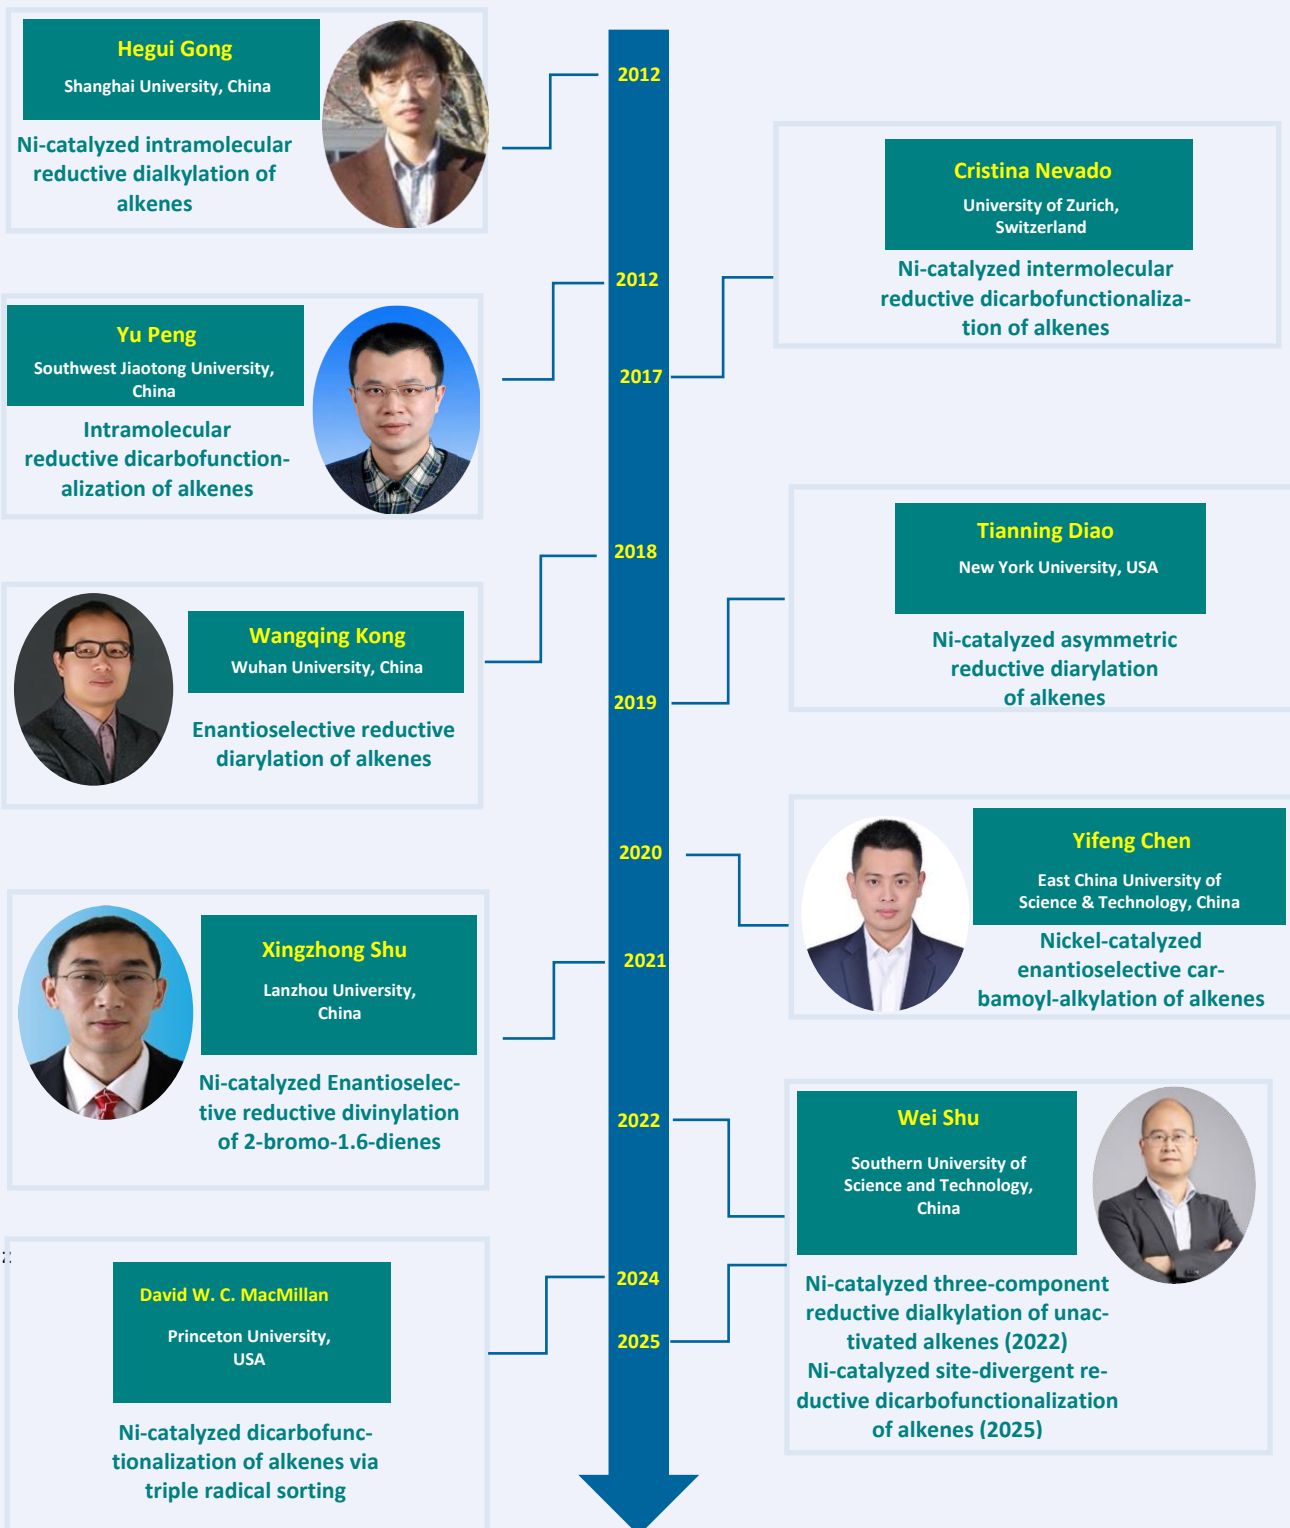 Hegui Gong
Shanghai University, China
Ni-catalyzed intramolecular
reductive dialkylation of
alkenes
2012
Cristina Nevado
University of Zurich,
Switzerland
Ni-catalyzed intermolecular
reductive dicarbofunctionaliza-
tion of alkenes
2012
Yu Peng
Southwest Jiaotong University,
China
Intramolecular
reductive dicarbofunction-
alization of alkenes
2017
Tianning Diao
New York University, USA
Ni-catalyzed asymmetric
reductive diarylation
of alkenes
2018
Wangqing Kong
Wuhan University, China
Enantioselective reductive
diarylation of alkenes
2019
Yifeng Chen
East China University of
Science & Technology, China
Nickel-catalyzed
enantioselective car-
bamoyl-alkylation of alkenes
2020
Xingzhong Shu
Lanzhou University,
China
Ni-catalyzed Enantioselec-
tive reductive divinylation
of 2-bromo-1.6-dienes
2021
2022
Wei Shu
Southern University of
Science and Technology,
China
Ni-catalyzed three-component
reductive dialkylation of unac-
tivated alkenes (2022)
Ni-catalyzed site-divergent re-
ductive dicarbofunctionalization
of alkenes (2025)
David W. C. MacMillan
Princeton University,
USA
Ni-catalyzed dicarbofunc-
tionalization of alkenes via
triple radical sorting
2024
2025